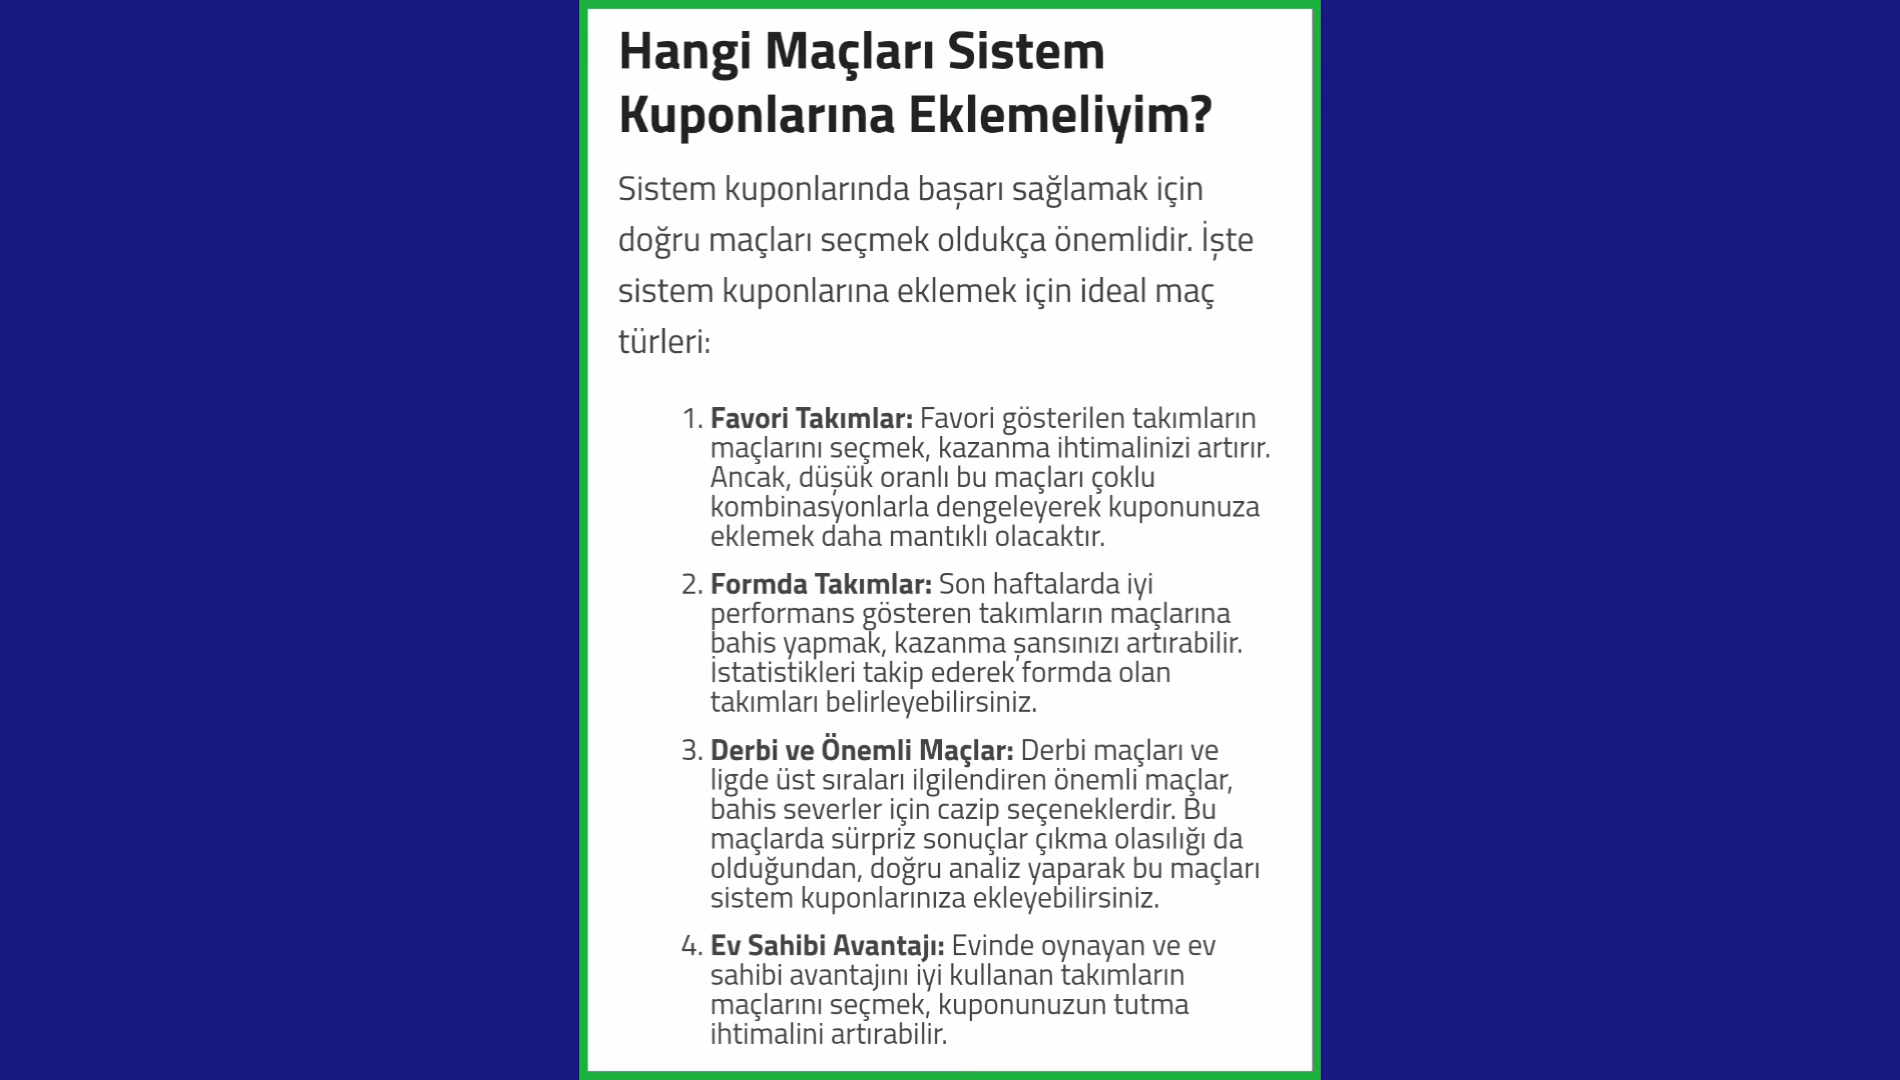 Hangi Maçları Sistem
Kuponlarına Eklemeliyim?
Sistem kuponlarında başarı sağlamak için
doğru maçları seçmek oldukça önemlidir. İşte
sistem kuponlarına eklemek için ideal maç
türleri:
1. Favori Takımlar: Favori gösterilen takımların
maçlarını seçmek, kazanma ihtimalinizi artırır.
Ancak, düşük oranlı bu maçları çoklu
kombinasyonlarla dengeleyerek kuponunuza
eklemek daha mantıklı olacaktır.
2. Formda Takımlar: Son haftalarda iyi
performans gösteren takımların maçlarına
bahis yapmak, kazanma şansınızı artırabilir.
İstatistikleri takip ederek formda olan
takımları belirleyebilirsiniz.
3. Derbi ve Önemli Maçlar: Derbi maçları ve
ligde üst sıraları ilgilendiren önemli maçlar,
bahis severler için cazip seçeneklerdir. Bu
maçlarda sürpriz sonuçlar çıkma olasılığı da
olduğundan, doğru analiz yaparak bu maçları
sistem kuponlarınıza ekleyebilirsiniz.
4. Ev Sahibi Avantajı: Evinde oynayan ve ev
sahibi avantajını iyi kullanan takımların
maçlarını seçmek, kuponunuzun tutma
ihtimalini artırabilir.